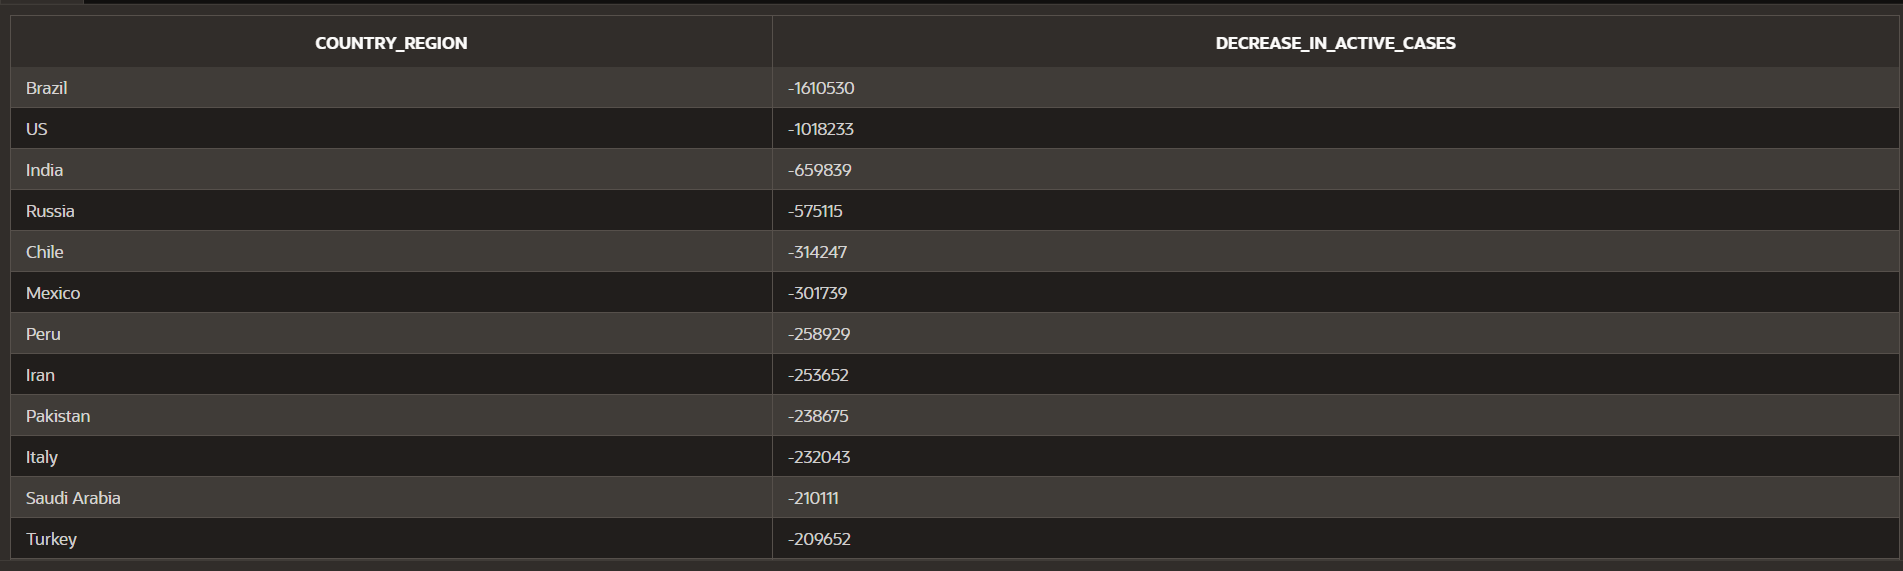 COUNTRY_REGION DECREASE_IN_ACTIVE_CASES
Brazil -1610530
US -1018233
India -659839
Russia -575115
Chile -314247
Mexico -301739
Peru -258929
Iran -253652
Pakistan -238675
Italy -232043
Saudi Arabia -210111
Turkey -209652